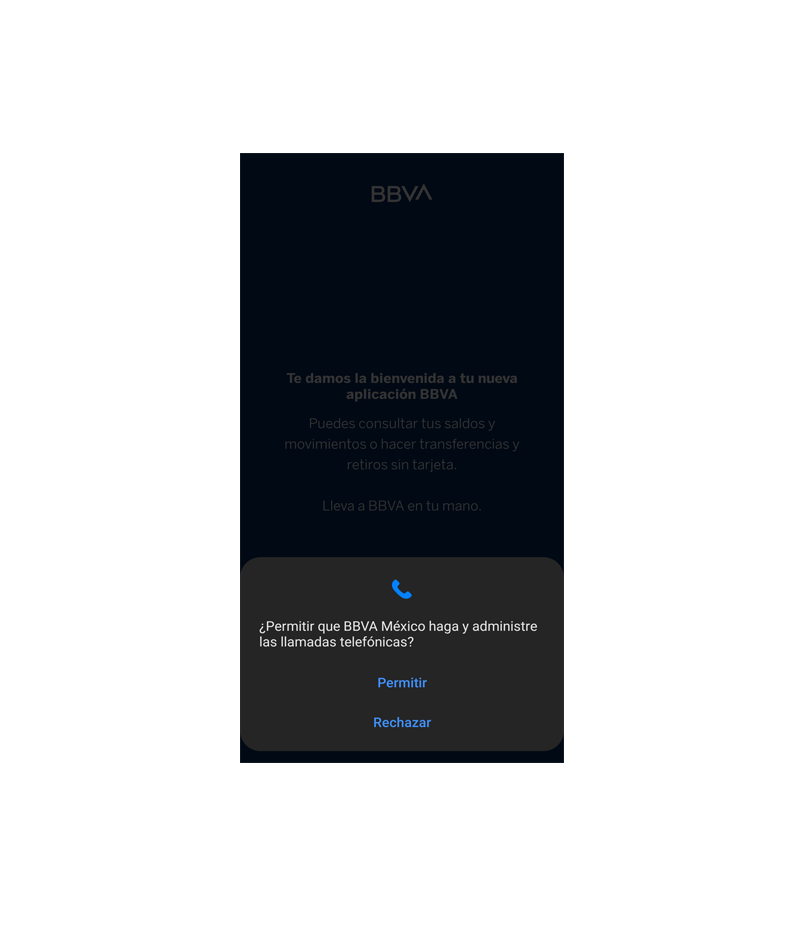 BBVA
Te damos la bienvenida a tu nueva
aplicación BBVA
Puedes consultar tus saldos y
movimientos o hacer transferencias y
retiros sin tarjeta.
Lleva a BBVA en tu mano.
¿Permitir que BBVA México haga y administre
las llamadas telefónicas?
Permitir
Rechazar